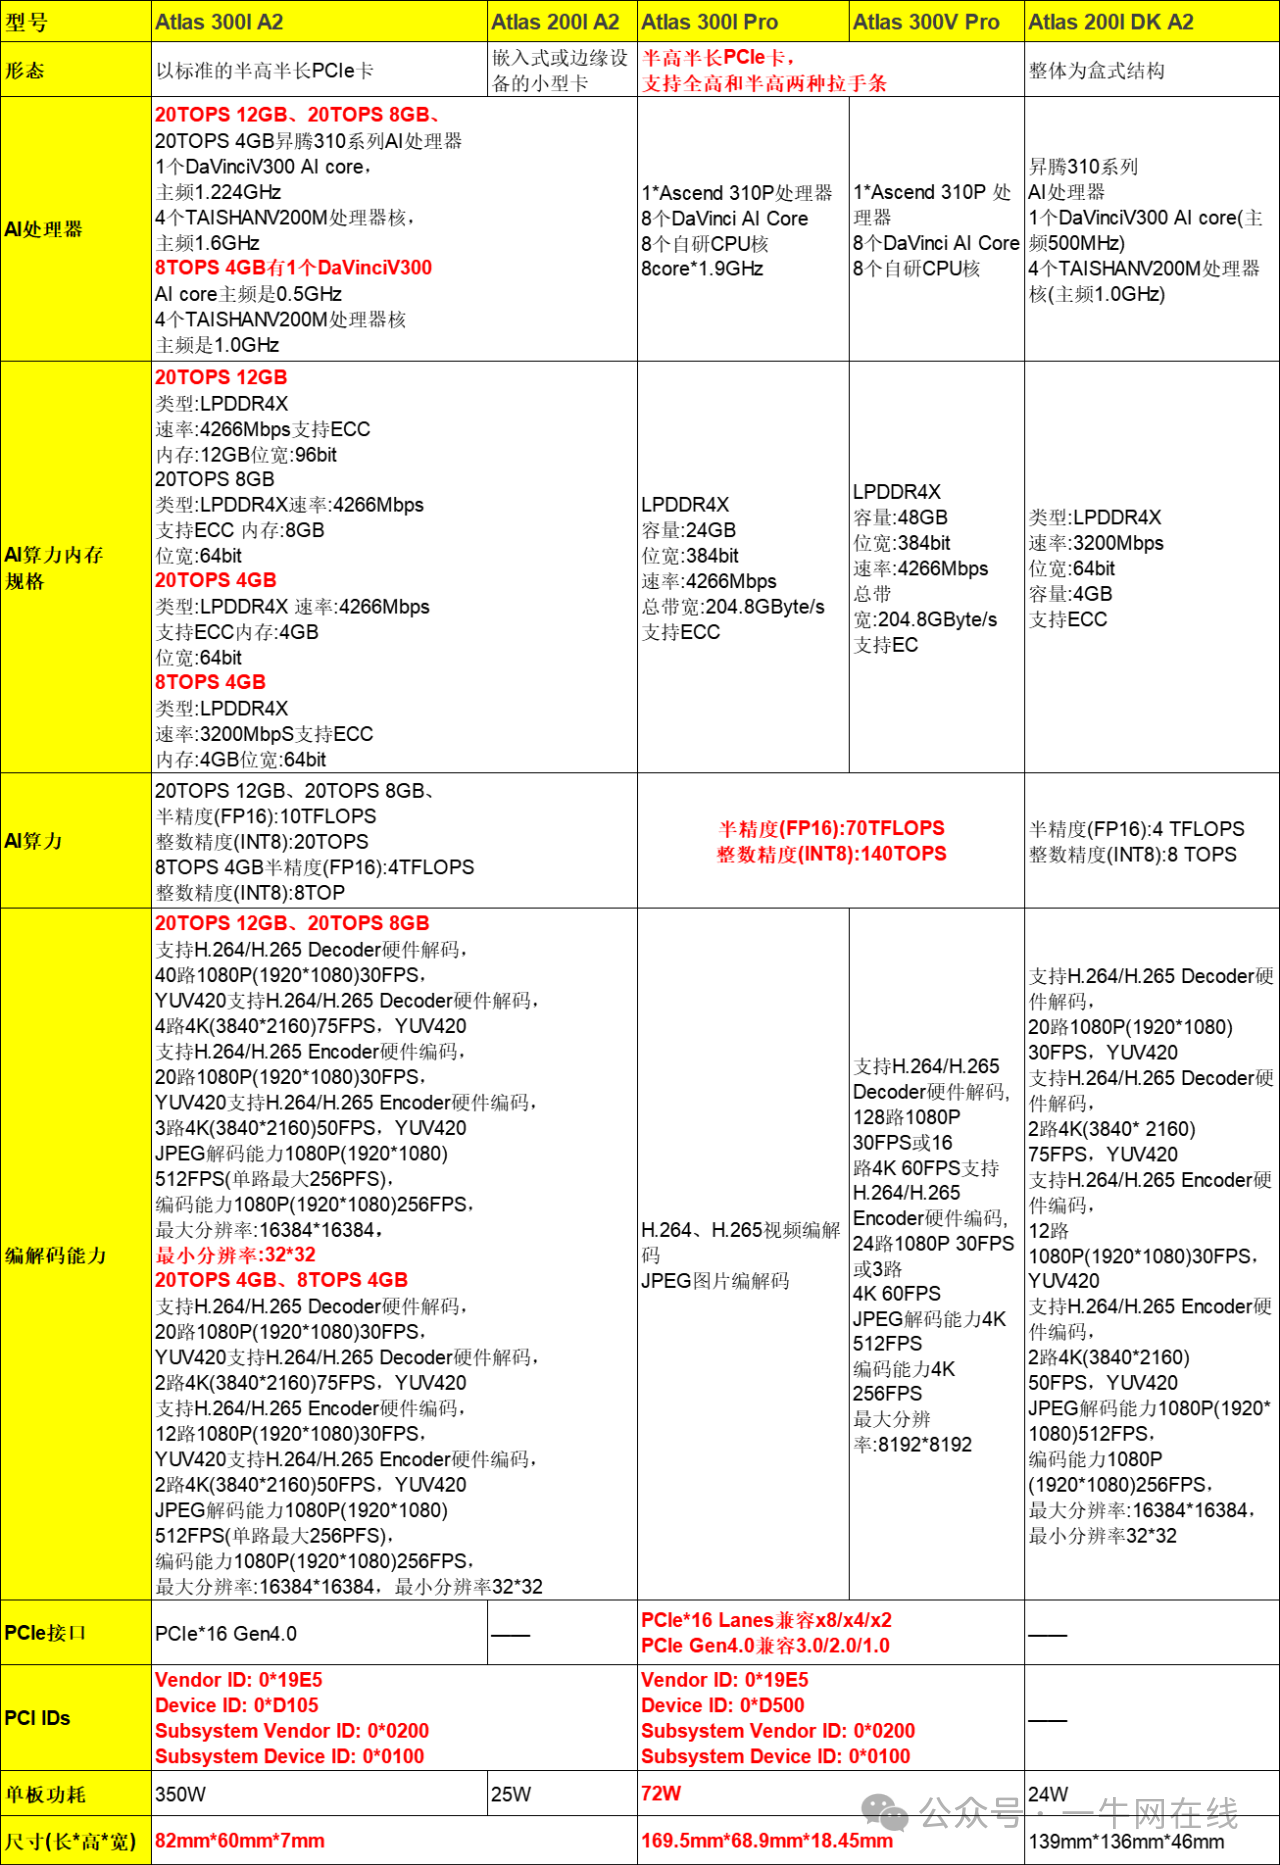 型号
Atlas 300I A2
Atlas 200I A2
Atlas 300I Pro
Atlas 300V Pro
Atlas 200I DK A2
形态
以标准的半高半长PCIe卡
嵌入式或边缘设
备的小型卡
半高半长PCIe卡，
支持全高和半高两种拉手条
整体为盒式结构
AI处理器
20TOPS 12GB、20TOPS 8GB、
20TOPS 4GB昇腾310系列AI处理器
1个DaVinciV300 AI core，
主频1.224GHz
4个TAISHANV200M处理器核，
主频1.6GHz
8TOPS 4GB有1个DaVinciV300
AI core主频是0.5GHz
4个TAISHANV200M处理器核
主频是1.0GHz
1*Ascend 310P处理器
8个DaVinci AI Core
8个自研CPU核
8core*1.9GHz
1*Ascend 310P 处
理器
8个DaVinci AI Core
8个自研CPU核
昇腾310系列
AI处理器
1个DaVinciV300 AI core(主
频500MHz)
4个TAISHANV200M处理器
核(主频1.0GHz)
AI算力内存
规格
20TOPS 12GB
类型:LPDDR4X
速率:4266Mbps支持ECC
内存:12GB位宽:96bit
20TOPS 8GB
类型:LPDDR4X速率:4266Mbps
支持ECC 内存:8GB
位宽:64bit
20TOPS 4GB
类型:LPDDR4X 速率:4266Mbps
支持ECC内存:4GB
位宽:64bit
8TOPS 4GB
类型:LPDDR4X
速率:3200MbpS支持ECC
内存:4GB位宽:64bit
LPDDR4X
容量:24GB
位宽:384bit
速率:4266Mbps
总带宽:204.8GByte/s
支持ECC
LPDDR4X
容量:48GB
位宽:384bit
速率:4266Mbps
总带
宽:204.8GByte/s
支持EC
类型:LPDDR4X
速率:3200Mbps
位宽:64bit
容量:4GB
支持ECC
AI算力
20TOPS 12GB、20TOPS 8GB、
半精度(FP16):10TFLOPS
整数精度(INT8):20TOPS
8TOPS 4GB半精度(FP16):4TFLOPS
整数精度(INT8):8TOP
半精度(FP16):70TFLOPS
整数精度(INT8):140TOPS
半精度(FP16):4 TFLOPS
整数精度(INT8):8 TOPS
编解码能力
20TOPS 12GB、20TOPS 8GB
支持H.264/H.265 Decoder硬件解码，
40路1080P(1920*1080)30FPS，
YUV420支持H.264/H.265 Decoder硬件解码，
4路4K(3840*2160)75FPS，YUV420
支持H.264/H.265 Encoder硬件编码，
20路1080P(1920*1080)30FPS，
YUV420支持H.264/H.265 Encoder硬件编码，
3路4K(3840*2160)50FPS，YUV420
JPEG解码能力1080P(1920*1080)
512FPS(单路最大256PFS)，
编码能力1080P(1920*1080)256FPS，
最大分辨率:16384*16384，
最小分辨率:32*32
20TOPS 4GB、8TOPS 4GB
支持H.264/H.265 Decoder硬件解码，
20路1080P(1920*1080)30FPS，
YUV420支持H.264/H.265 Decoder硬件解码，
2路4K(3840*2160)75FPS，YUV420
支持H.264/H.265 Encoder硬件编码，
12路1080P(1920*1080)30FPS，
YUV420支持H.264/H.265 Encoder硬件编码，
2路4K(3840*2160)50FPS，YUV420
JPEG解码能力1080P(1920*1080)
512FPS(单路最大256PFS)，
编码能力1080P(1920*1080)256FPS，
最大分辨率:16384*16384，最小分辨率32*32
H.264、H.265视频编解
码
JPEG图片编解码
支持H.264/H.265
Decoder硬件解码,
128路1080P
30FPS或16
路4K 60FPS支持
H.264/H.265
Encoder硬件编码,
24路1080P 30FPS
或3路
4K 60FPS
JPEG解码能力4K
512FPS
编码能力4K
256FPS
最大分辨
率:8192*8192
支持H.264/H.265 Decoder硬
件解码，
20路1080P(1920*1080)
30FPS，YUV420
支持H.264/H.265 Decoder硬
件解码，
2路4K(3840* 2160)
75FPS，YUV420
支持H.264/H.265 Encoder硬
件编码，
12路
1080P(1920*1080)30FPS，
YUV420
支持H.264/H.265 Encoder硬
件编码，
2路4K(3840*2160)
50FPS，YUV420
JPEG解码能力1080P(1920*
1080)512FPS，
编码能力1080P
(1920*1080)256FPS，
最大分辨率:16384*16384，
最小分辨率32*32
PCIe接口
PCIe*16 Gen4.0
——
PCIe*16 Lanes兼容x8/x4/x2
PCIe Gen4.0兼容3.0/2.0/1.0
——
PCI IDs
Vendor ID: 0*19E5
Device ID: 0*D105
Subsystem Vendor ID: 0*0200
Subsystem Device ID: 0*0100
Vendor ID: 0*19E5
Device ID: 0*D500
Subsystem Vendor ID: 0*0200
Subsystem Device ID: 0*0100
——
单板功耗
350W
25W
72W
24W
尺寸(长*高*宽)
82mm*60mm*7mm
169.5mm*68.9mm*18.45mm
139mm*136mm*46mm
公众号 · 一牛网在线